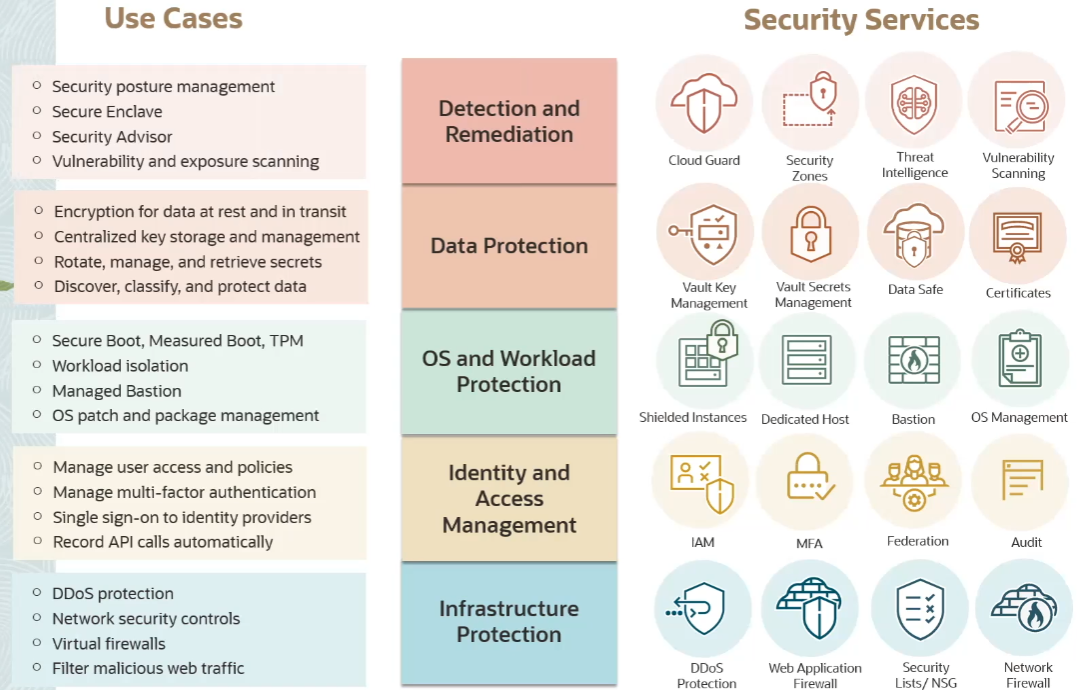 Use Cases
Security Services
Security posture management
Secure Enclave
Security Advisor
Vulnerability and exposure scanning
Detection and
Remediation
Cloud Guard
Security
Zones
Threat
Intelligence
Vulnerability
Scanning
Encryption for data at rest and in transit
Centralized key storage and management
Rotate, manage, and retrieve secrets
Discover, classify, and protect data
Data Protection
Vault Key
Management
Vault Secrets
Management
Data Safe
Certificates
Secure Boot, Measured Boot, TPM
Workload isolation
Managed Bastion
OS patch and package management
OS and Workload
Protection
Shielded Instances
Dedicated Host
Bastion
OS Management
Manage user access and policies
Manage multi-factor authentication
Single sign-on to identity providers
Record API calls automatically
Identity and
Access
Management
IAM
MFA
Federation
Audit
DDoS protection
Network security controls
Virtual firewalls
Filter malicious web traffic
Infrastructure
Protection
DDoS
Protection
Web Application
Firewall
Security
Lists/ NSG
Network
Firewall